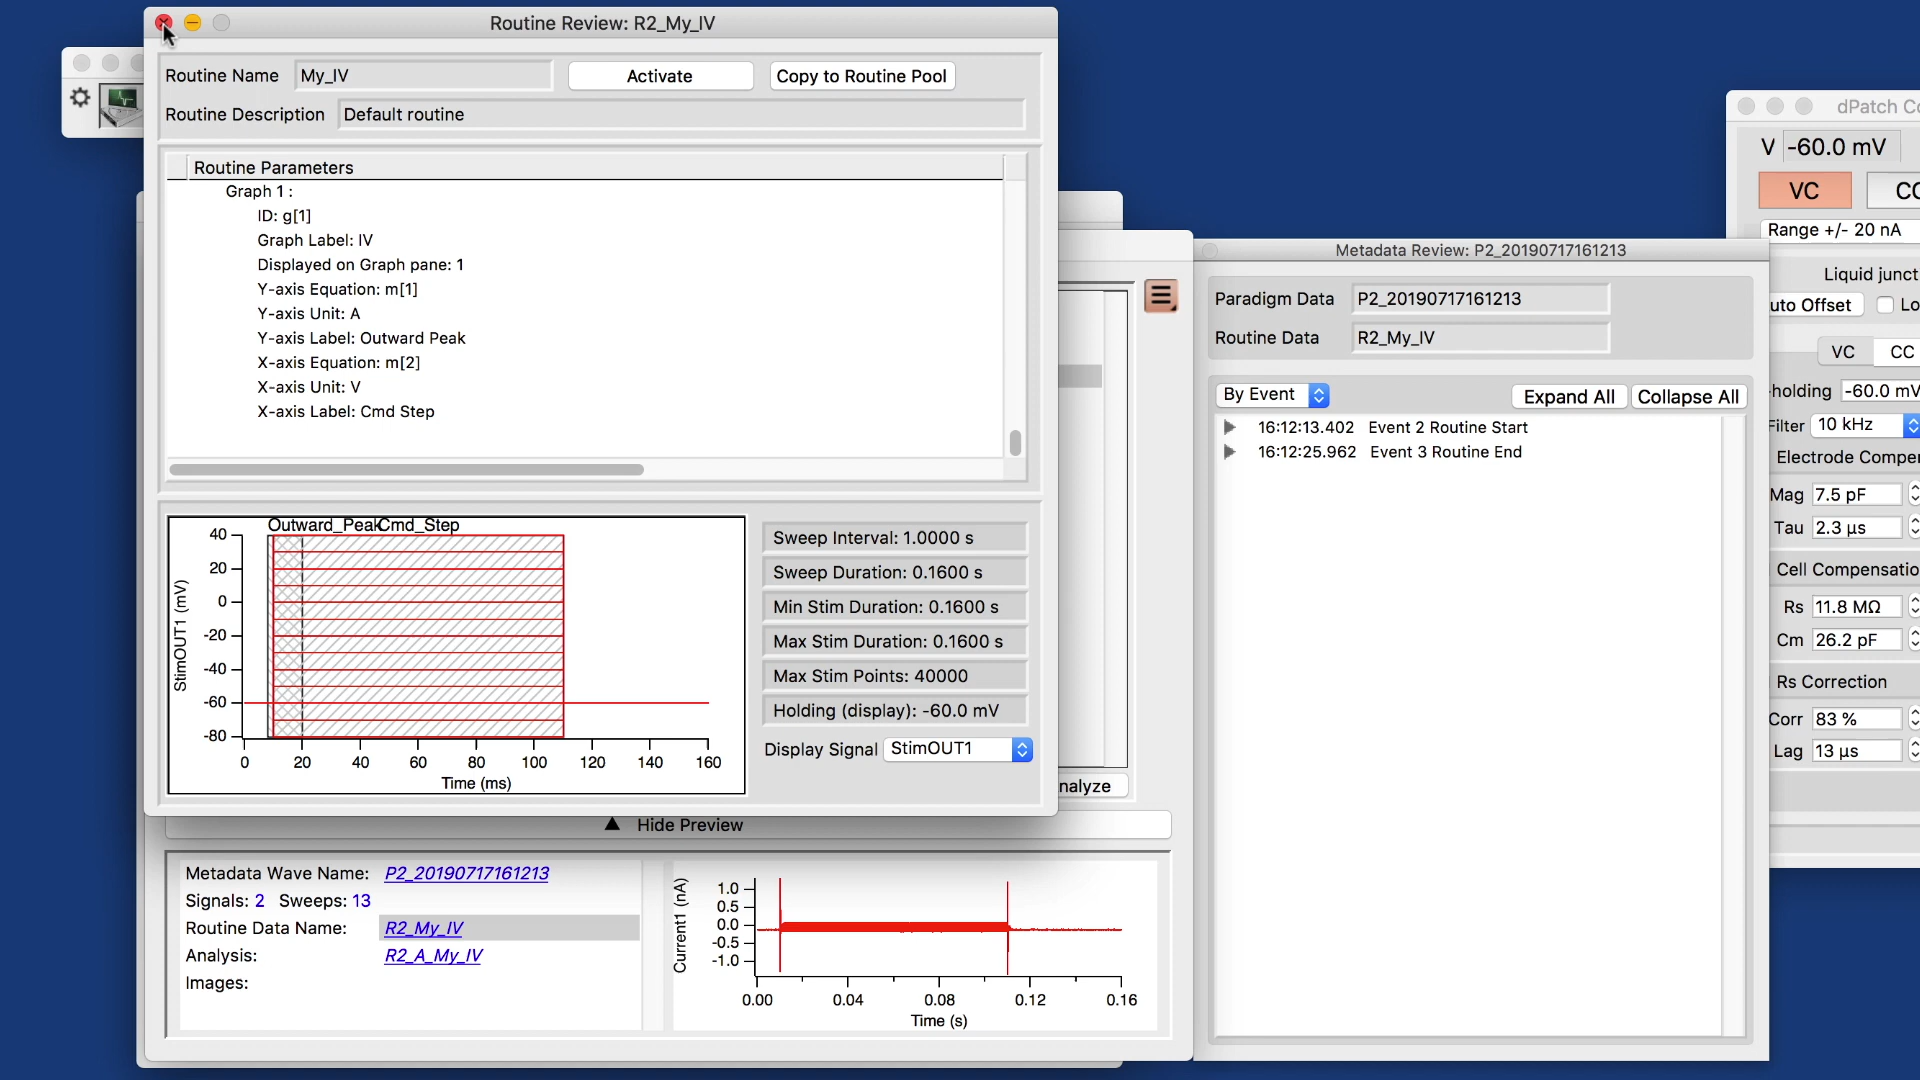 Routine Review: R2_My_IV
Routine Name My_IV Activate Copy to Routine Pool
Routine Description Default routine
Routine Parameters
Graph 1 :
ID: g[1]
Graph Label: IV
Displayed on Graph pane: 1
Y-axis Equation: m[1]
Y-axis Unit: A
Y-axis Label: Outward Peak
X-axis Equation: m[2]
X-axis Unit: V
X-axis Label: Cmd Step
Outward_Peak Cmd_Step
StimOUT1 (mV)
40
20
0
-20
-40
-60
-80
0 20 40 60 80 100 120 140 160
Time (ms)
Sweep Interval: 1.0000 s
Sweep Duration: 0.1600 s
Min Stim Duration: 0.1600 s
Max Stim Duration: 0.1600 s
Max Stim Points: 40000
Holding (display): -60.0 mV
Display Signal StimOUT1
nalyze
Hide Preview
Metadata Wave Name: P2_20190717161213
Signals: 2 Sweeps: 13
Routine Data Name: R2_My_IV
Analysis: R2_A_My_IV
Images:
Current1 (nA)
1.0
0.5
0.0
-0.5
-1.0
0.00 0.04 0.08 0.12 0.16
Time (s)
Metadata Review: P2_20190717161213
Paradigm Data P2_20190717161213
Routine Data R2_My_IV
By Event Expand All Collapse All
16:12:13.402 Event 2 Routine Start
16:12:25.962 Event 3 Routine End
dPatch Co
V -60.0 mV
VC CC
Range +/- 20 nA
Liquid junct
uto Offset Lo
VC CC
-holding -60.0 mV
Filter 10 kHz
Electrode Compen
Mag 7.5 pF
Tau 2.3 µs
Cell Compensatio
Rs 11.8 MΩ
Cm 26.2 pF
Rs Correction
Corr 83 %
Lag 13 µs